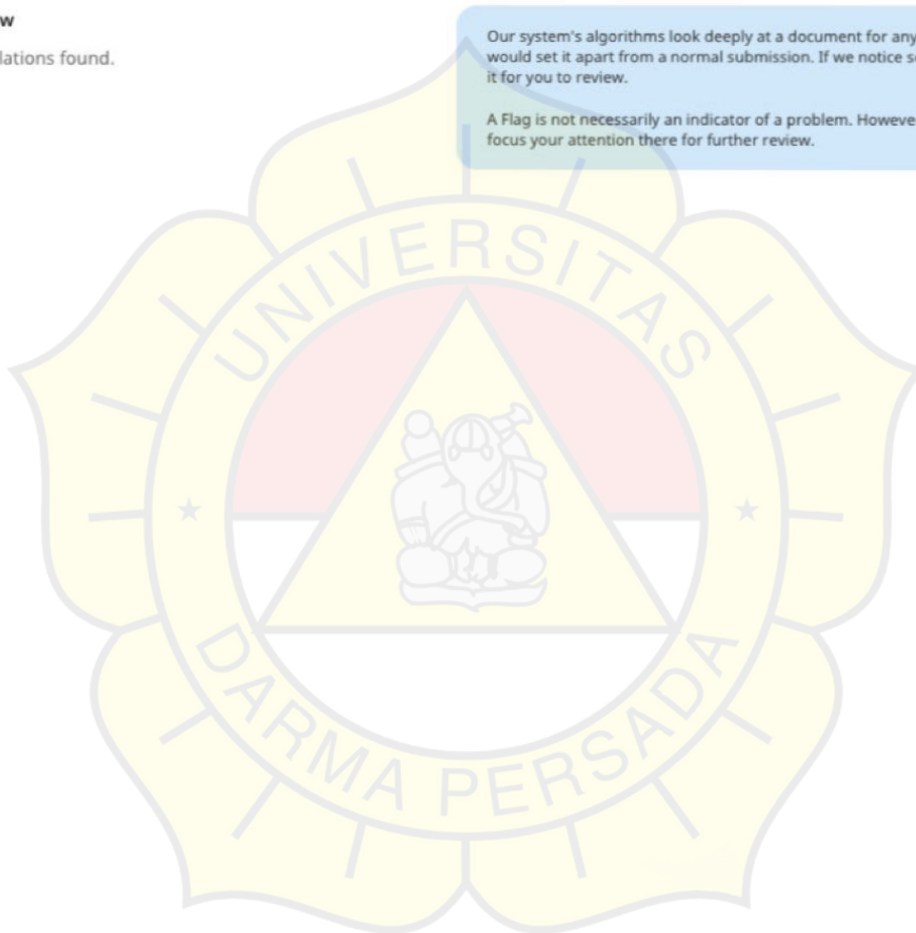 w
lations found.
Our system's algorithms look deeply at a document for any
would set it apart from a normal submission. If we notice
it for you to review.
A Flag is not necessarily an indicator of a problem. However
focus your attention there for further review.
UNIVERSITAS
DARMA PERSADA